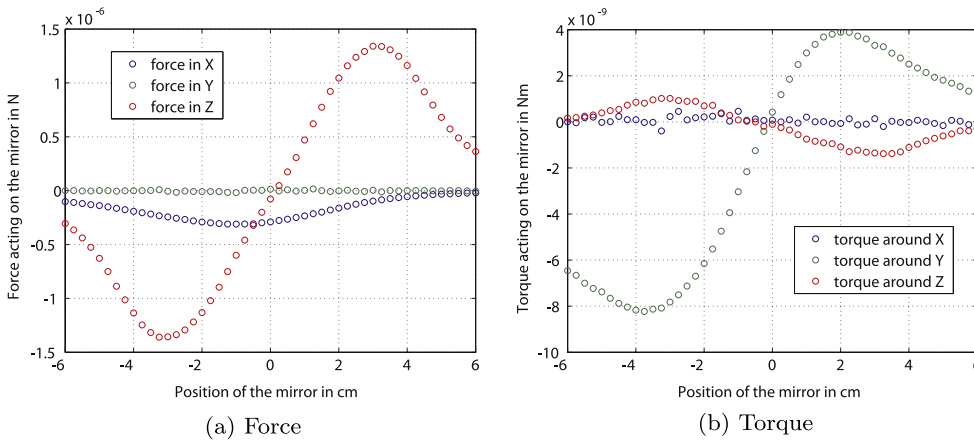 x 10⁻⁶
1.5
1
0.5
0
-0.5
-1
-1.5
-6
-4
-2
0
2
4
6
Force acting on the mirror in N
Position of the mirror in cm
force in X
force in Y
force in Z
(a) Force
x 10⁻⁹
4
2
0
-2
-4
-6
-8
-10
-6
-4
-2
0
2
4
6
Torque acting on the mirror in Nm
Position of the mirror in cm
torque around X
torque around Y
torque around Z
(b) Torque